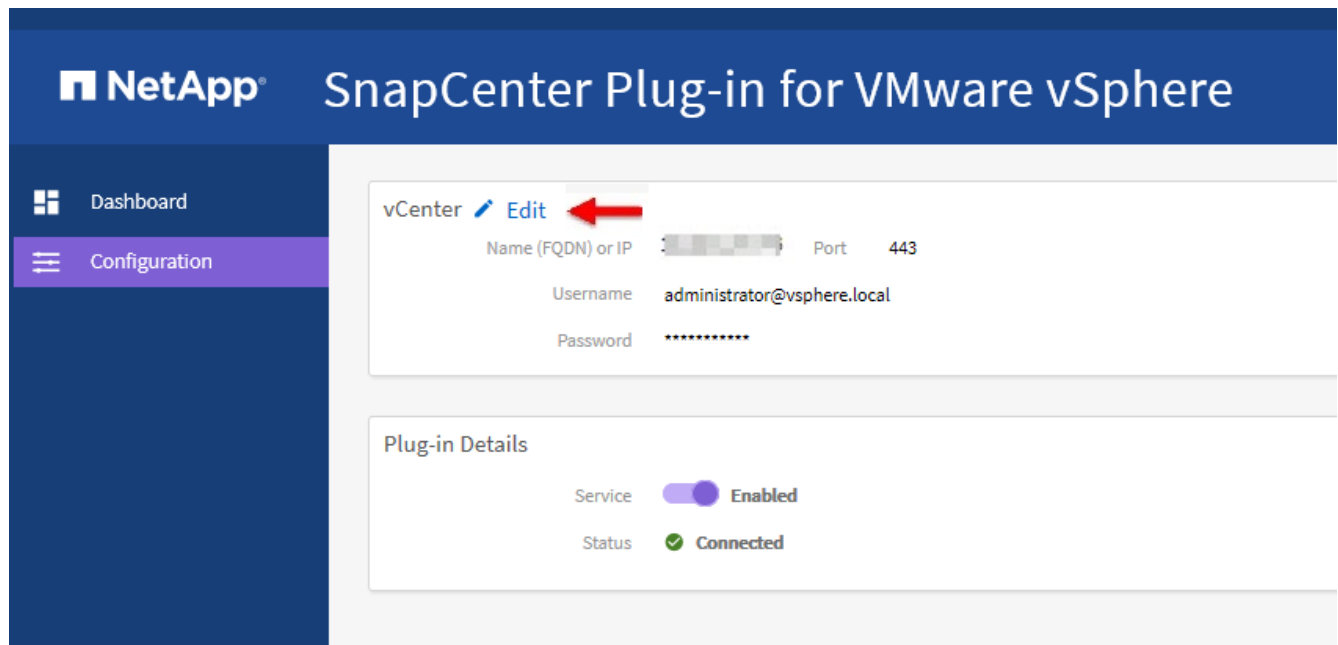 NetApp® SnapCenter Plug-in for VMware vSphere
Dashboard
Configuration
vCenter Edit
Name (FQDN) or IP Port 443
Username administrator@vsphere.local
Password ***********
Plug-in Details
Service Enabled
Status Connected